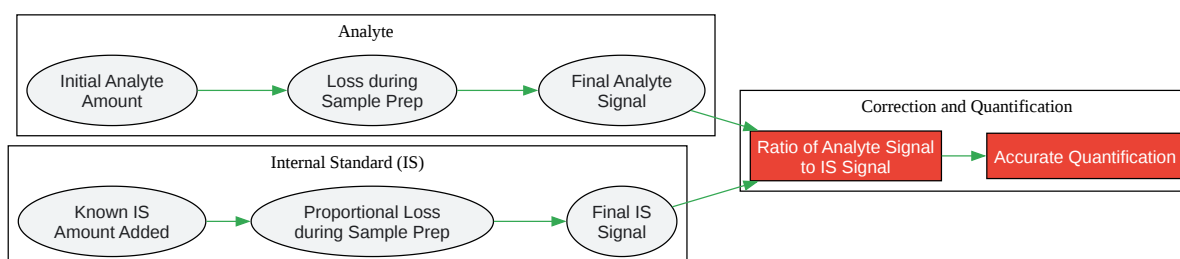 Analyte
Initial Analyte
Amount
Loss during
Sample Prep
Final Analyte
Signal
Internal Standard (IS)
Known IS
Amount Added
Proportional Loss
during Sample Prep
Final IS
Signal
Correction and Quantification
Ratio of Analyte Signal
to IS Signal
Accurate Quantification